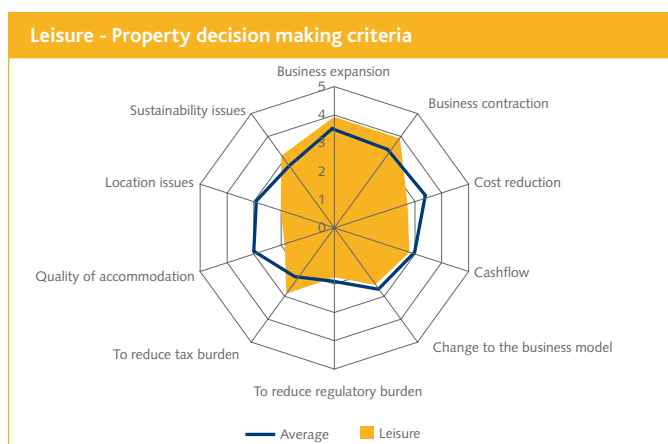 Leisure - Property decision making criteria
Business expansion
5
Business contraction
Sustainability issues
4
3
Location issues
2
Cost reduction
1
0
Quality of accommodation
Cashflow
To reduce tax burden
Change to the business model
To reduce regulatory burden
Average
Leisure